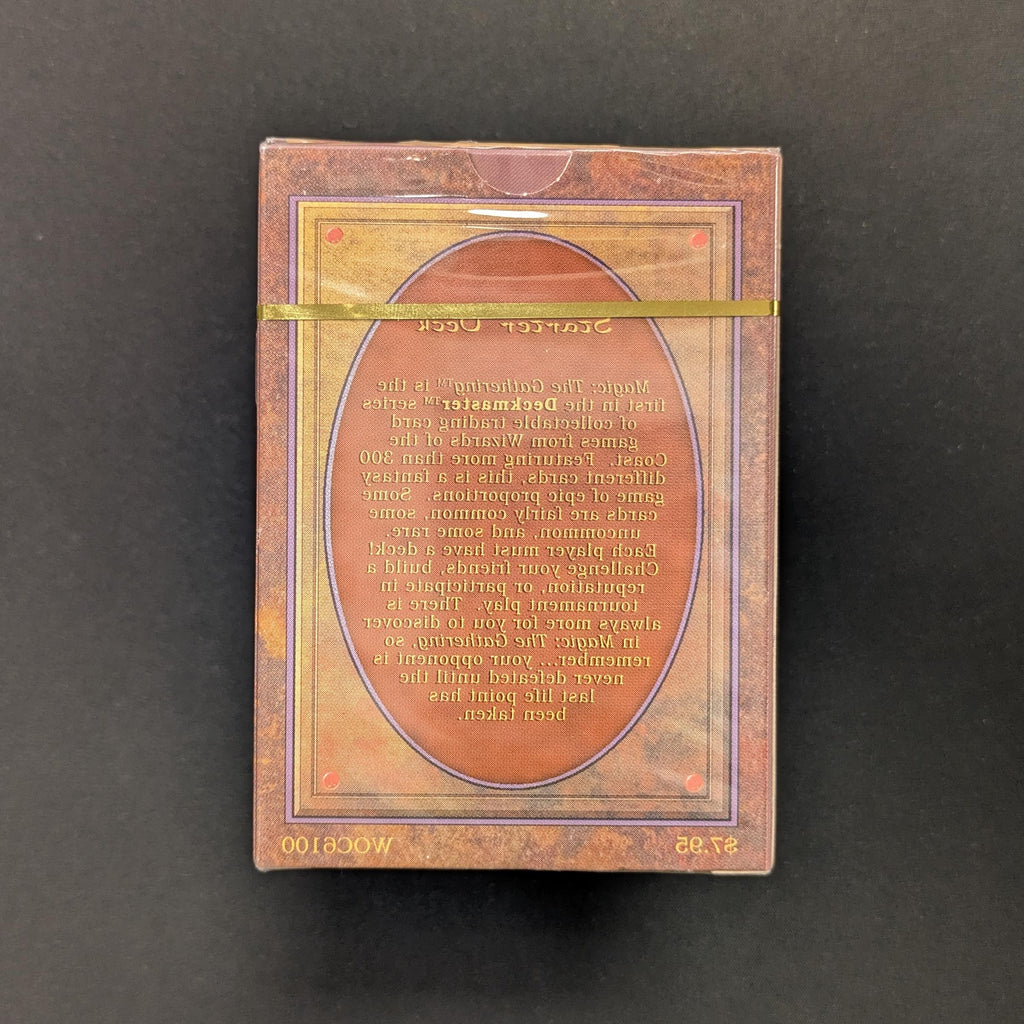 Starter Deck
Magic: The Gathering™ is the
first in the Deckmaster™ series
of collectable trading card
games from Wizards of the
Coast. Featuring more than 300
different cards, this is a fantasy
game of epic proportions. Some
cards are fairly common, some
uncommon, and some rare.
Each player must have a deck!
Challenge your friends, build a
reputation, or participate in
tournament play. There is
always more for you to discover
in Magic: The Gathering, so
remember... your opponent is
never defeated until the
last life point has
been taken.
$7.95 WOC6100